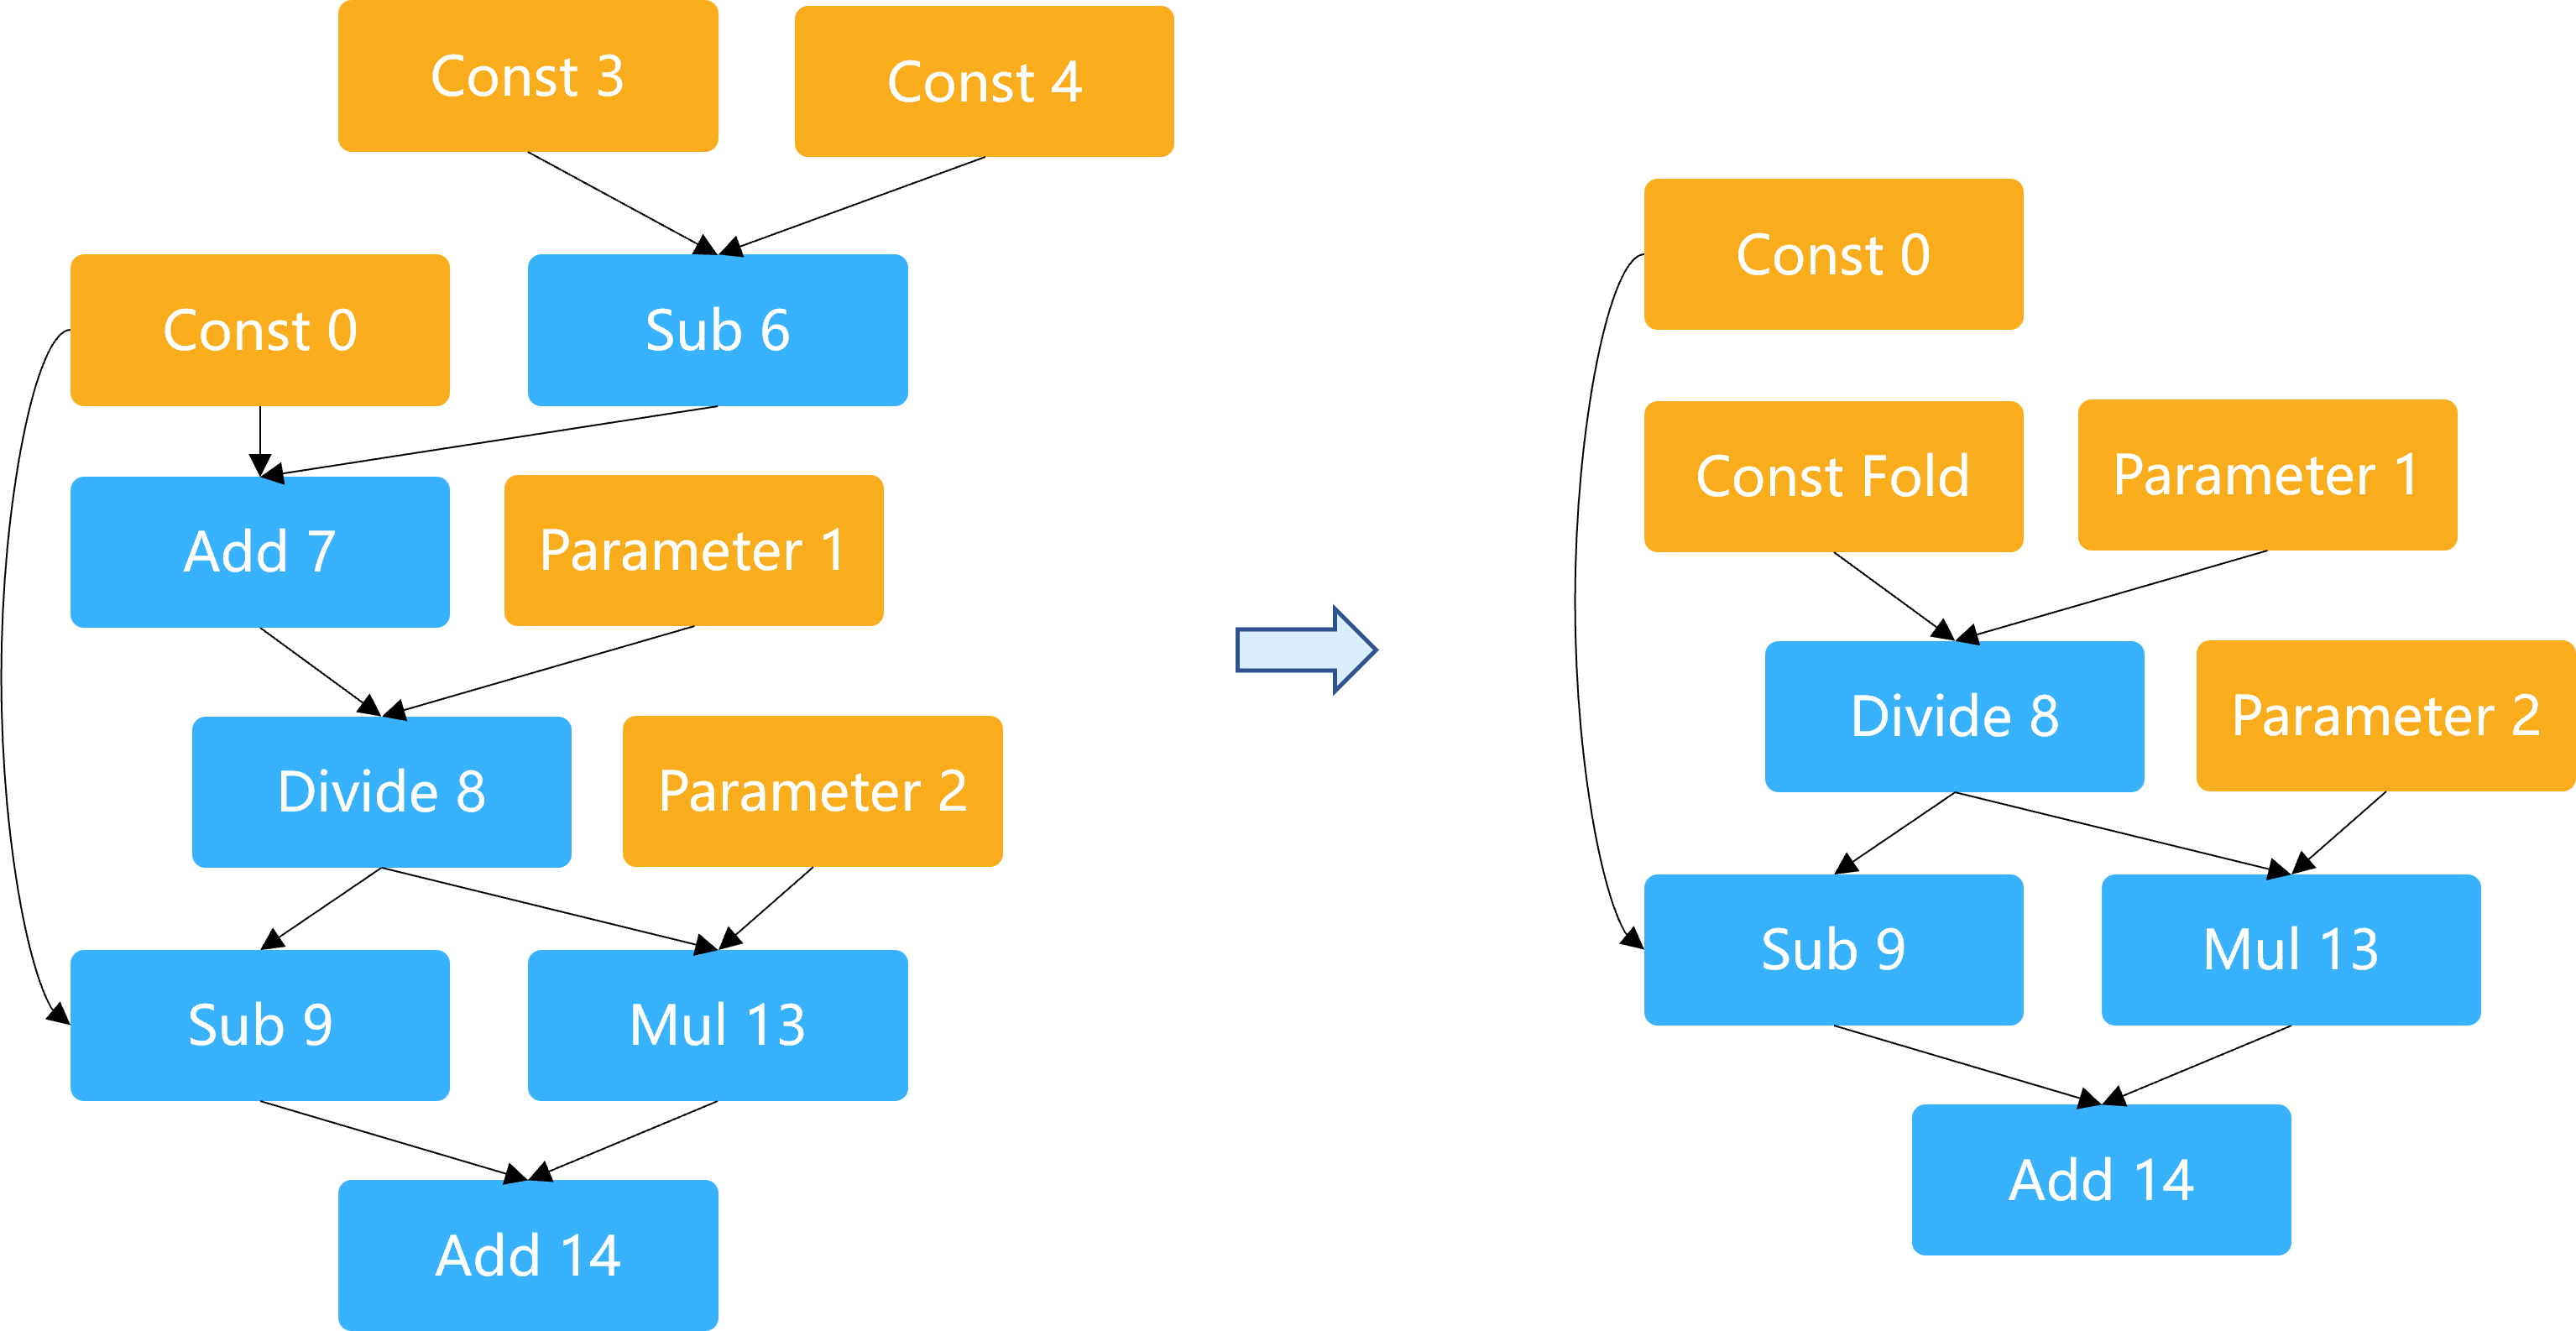 Const 3
Const 4
Const 0
Sub 6
Add 7
Parameter 1
Divide 8
Parameter 2
Sub 9
Mul 13
Add 14
Const 0
Const Fold
Parameter 1
Divide 8
Parameter 2
Sub 9
Mul 13
Add 14